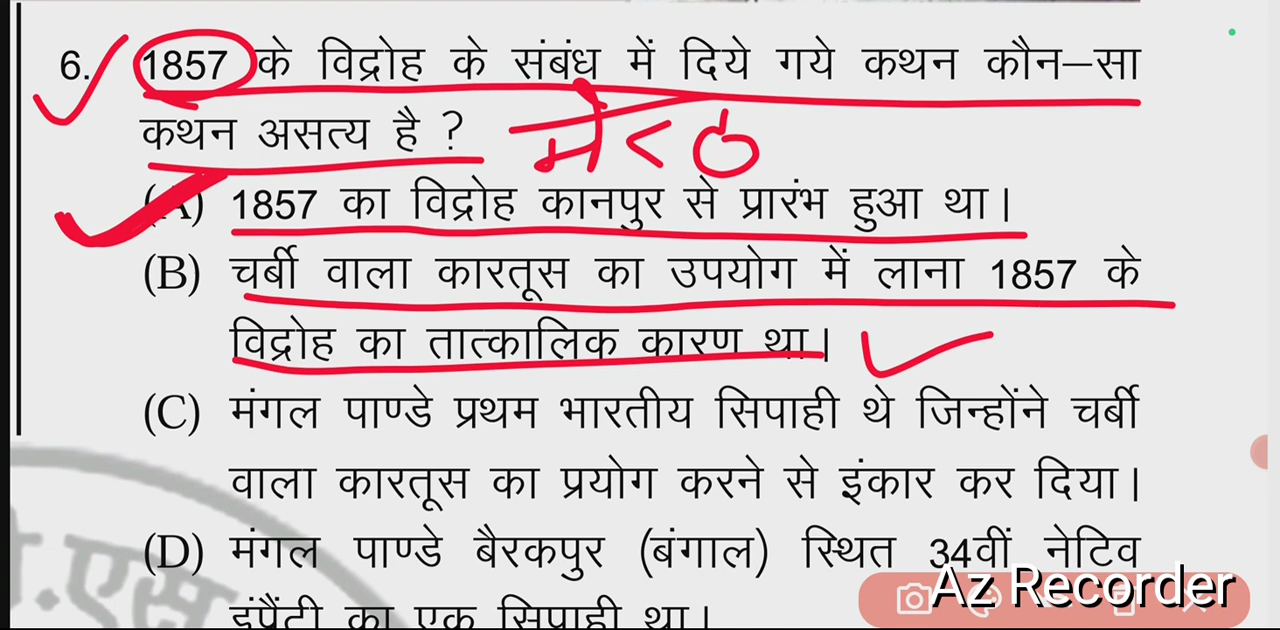 6. 1857 के विद्रोह के संबंध में दिये गये कथन कौन–सा
कथन असत्य है ? मेरठ
(A) 1857 का विद्रोह कानपुर से प्रारंभ हुआ था।
(B) चर्बी वाला कारतूस का उपयोग में लाना 1857 के
विद्रोह का तात्कालिक कारण था।
(C) मंगल पाण्डे प्रथम भारतीय सिपाही थे जिन्होंने चर्बी
वाला कारतूस का प्रयोग करने से इंकार कर दिया।
(D) मंगल पाण्डे बैरकपुर (बंगाल) स्थित 34वीं नेटिव
इंपैंटी का एक सिपाही था।
.एस
Az Recorder